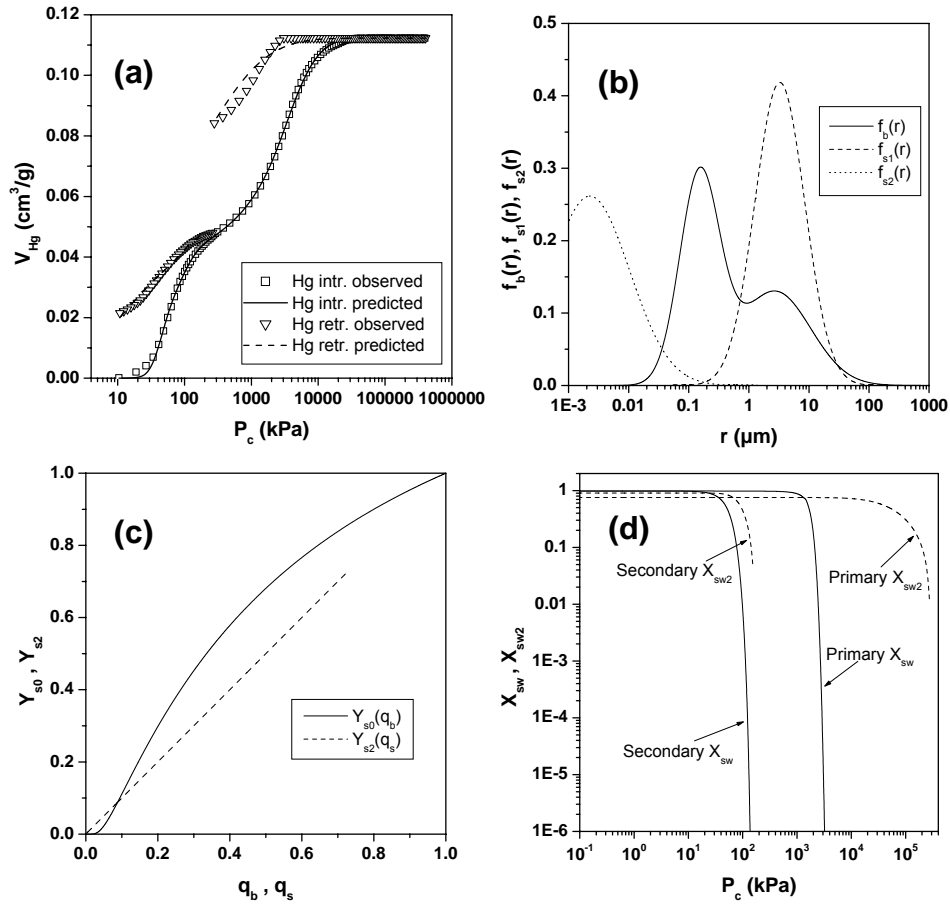 (a)
V_Hg (cm³/g)
0.12
0.10
0.08
0.06
0.04
0.02
0.00
Hg intr. observed
Hg intr. predicted
Hg retr. observed
Hg retr. predicted
10 100 1000 10000 100000 1000000
P_c (kPa)
(b)
f_b(r), f_s1(r), f_s2(r)
0.5
0.4
0.3
0.2
0.1
0.0
f_b(r)
f_s1(r)
f_s2(r)
1E-3 0.01 0.1 1 10 100 1000
r (µm)
(c)
Y_s0 , Y_s2
1.0
0.8
0.6
0.4
0.2
0.0
Y_s0(q_b)
Y_s2(q_s)
0.0 0.2 0.4 0.6 0.8 1.0
q_b , q_s
(d)
X_sw , X_sw2
1
0.1
0.01
1E-3
1E-4
1E-5
1E-6
Secondary X_sw2
Primary X_sw2
Primary X_sw
Secondary X_sw
10⁻¹ 10⁰ 10¹ 10² 10³ 10⁴ 10⁵
P_c (kPa)